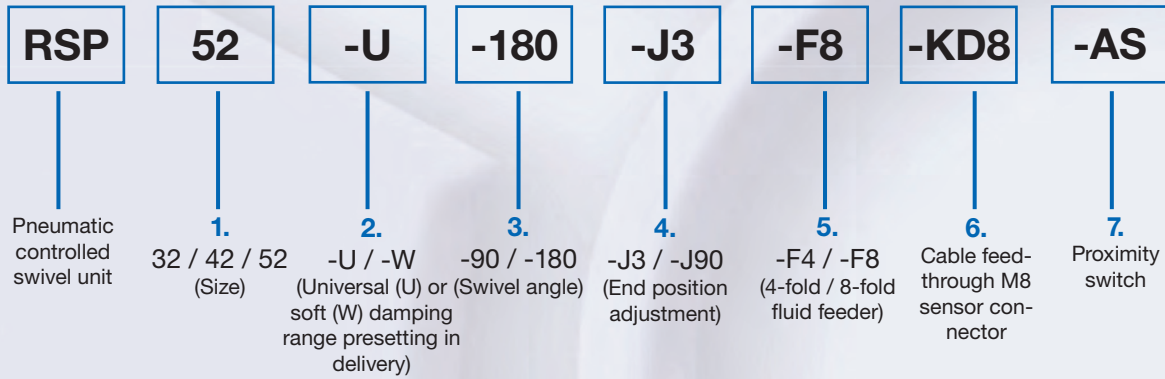 RSP 52 -U -180 -J3 -F8 -KD8 -AS
Pneumatic
controlled
swivel unit
1.
32 / 42 / 52
(Size)
2.
-U / -W
(Universal (U) or
soft (W) damping
range presetting in
delivery)
3.
-90 / -180
(Swivel angle)
4.
-J3 / -J90
(End position
adjustment)
5.
-F4 / -F8
(4-fold / 8-fold
fluid feeder)
6.
Cable feed-
through M8
sensor con-
nector
7.
Proximity
switch